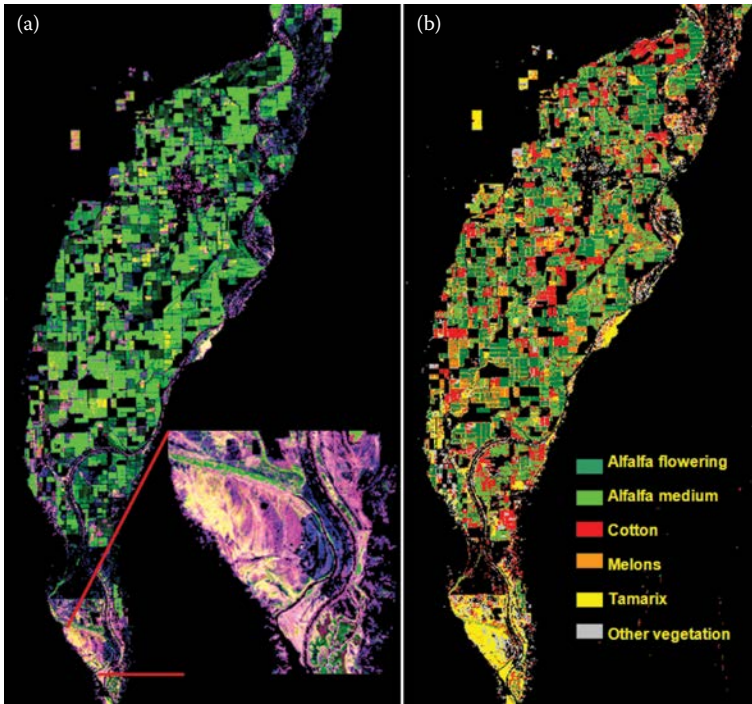 (a)
(b)
Alfalfa flowering
Alfalfa medium
Cotton
Melons
Tamarix
Other vegetation